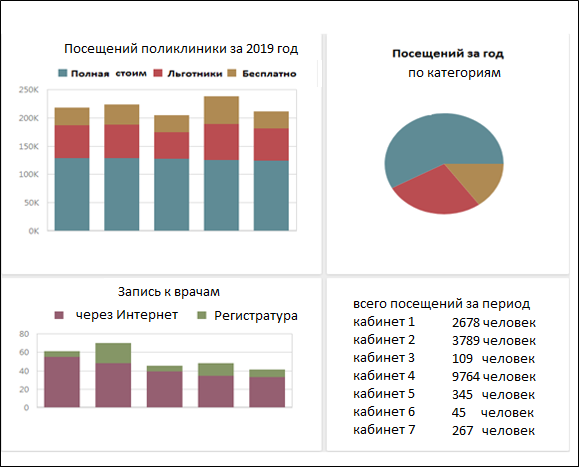 Посещений поликлиники за 2019 год
Полная стоим Льготники Бесплатно
250K
200K
150K
100K
50K
0K
Посещений за год
по категориям
Запись к врачам
через Интернет Регистратура
80
60
40
20
0
всего посещений за период
кабинет 1 2678 человек
кабинет 2 3789 человек
кабинет 3 109 человек
кабинет 4 9764 человек
кабинет 5 345 человек
кабинет 6 45 человек
кабинет 7 267 человек